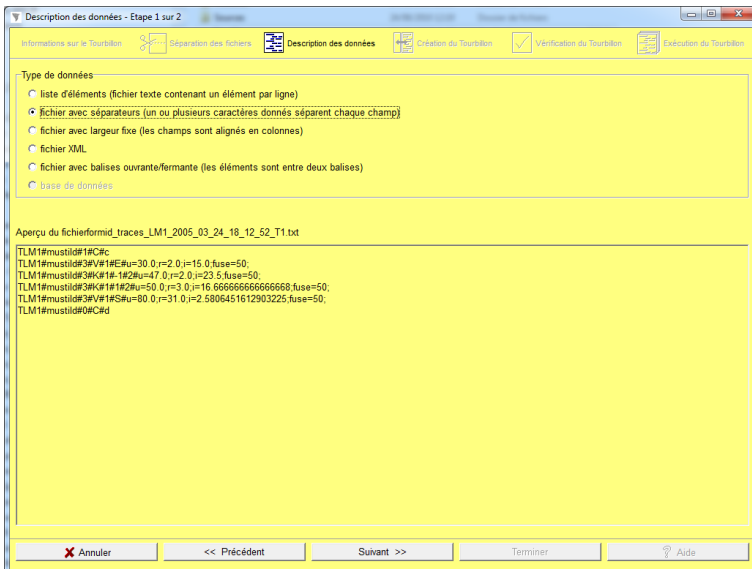 Description des données - Etape 1 sur 2
Informations sur le Tourbillon Séparation des fichiers Description des données Création du Tourbillon Vérification du Tourbillon Exécution du Tourbillon
Type de données
liste d'éléments (fichier texte contenant un élément par ligne)
fichier avec séparateurs (un ou plusieurs caractères donnés séparent chaque champ)
fichier avec largeur fixe (les champs sont alignés en colonnes)
fichier XML
fichier avec balises ouvrante/fermante (les éléments sont entre deux balises)
base de données
Aperçu du fichierformid_traces_LM1_2005_03_24_18_12_52_T1.txt
TLM1#mustild#1#C#c
TLM1#mustild#3#V#1#E#u=30.0;r=2.0;i=15.0;fuse=50;
TLM1#mustild#3#K#1#-1#2#u=47.0;r=2.0;i=23.5;fuse=50;
TLM1#mustild#3#K#1#1#2#u=50.0;r=3.0;i=16.666666666666668;fuse=50;
TLM1#mustild#3#V#1#S#u=80.0;r=31.0;i=2.5806451612903225;fuse=50;
TLM1#mustild#0#C#d
Annuler << Précédent Suivant >> Terminer Aide